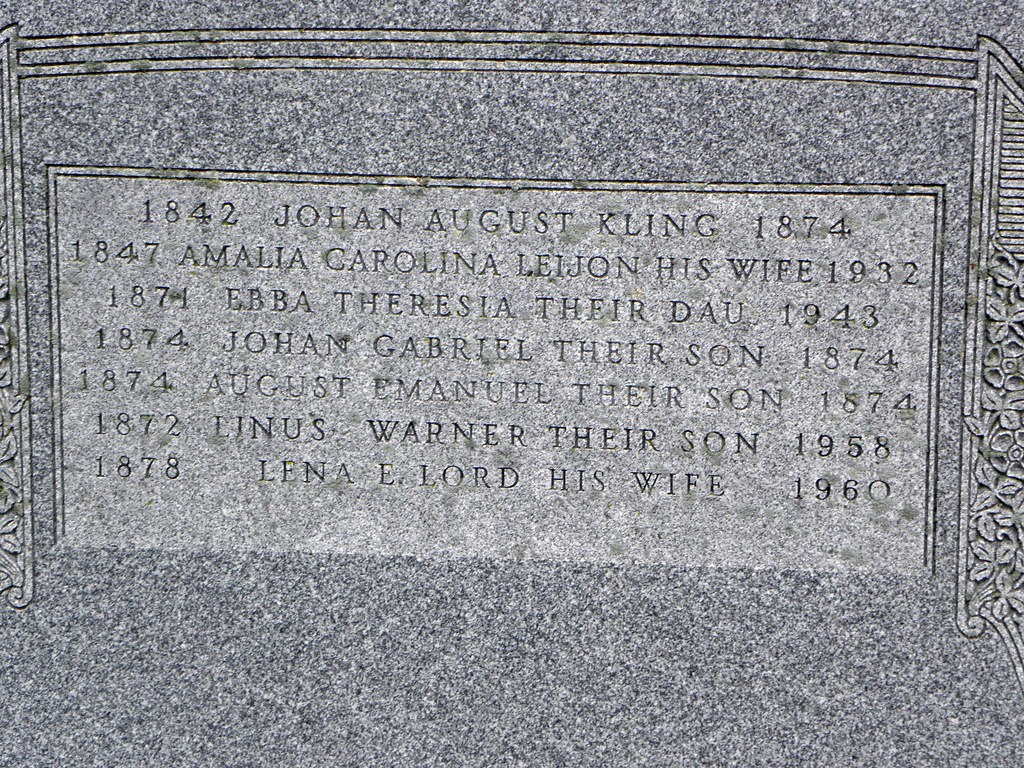 1842 JOHAN AUGUST KLING 1874
1847 AMALIA CAROLINA LEIJON HIS WIFE 1932
1871 EBBA THERESIA THEIR DAU. 1943
1874 JOHAN GABRIEL THEIR SON 1874
1874 AUGUST EMANUEL THEIR SON 1874
1872 LINUS WARNER THEIR SON 1958
1878 LENA E. LORD HIS WIFE 1960